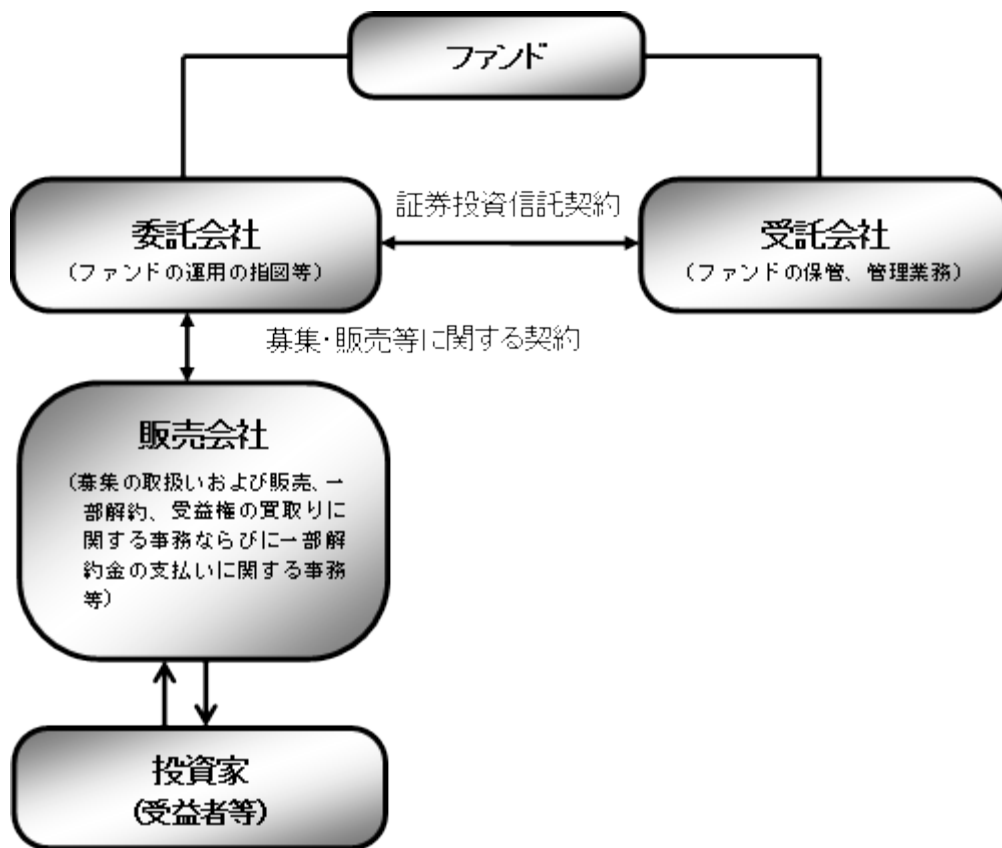 ファンド
委託会社
(ファンドの運用の指図等)
証券投資信託契約
受託会社
(ファンドの保管、管理業務)
募集・販売等に関する契約
販売会社
(募集の取扱いおよび販売、一
部解約、受益権の買取りに
関する事務ならびに一部解
約金の支払いに関する事務
等)
投資家
(受益者等)